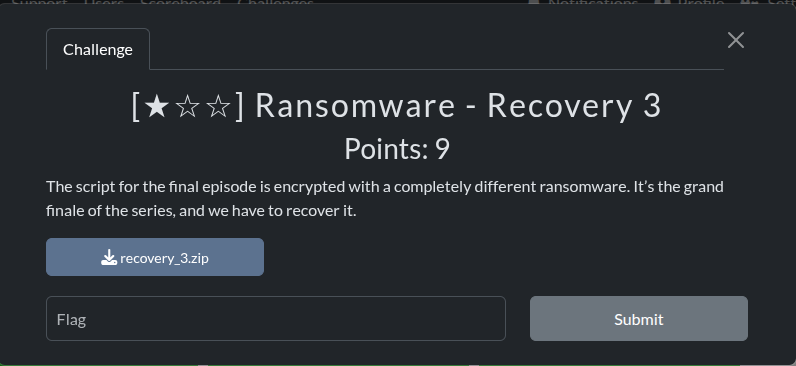 Support Users Scoreboard Challenges Notifications Profile
Challenge
[★☆☆] Ransomware - Recovery 3
Points: 9
The script for the final episode is encrypted with a completely different ransomware. It’s the grand
finale of the series, and we have to recover it.
recovery_3.zip
Flag Submit